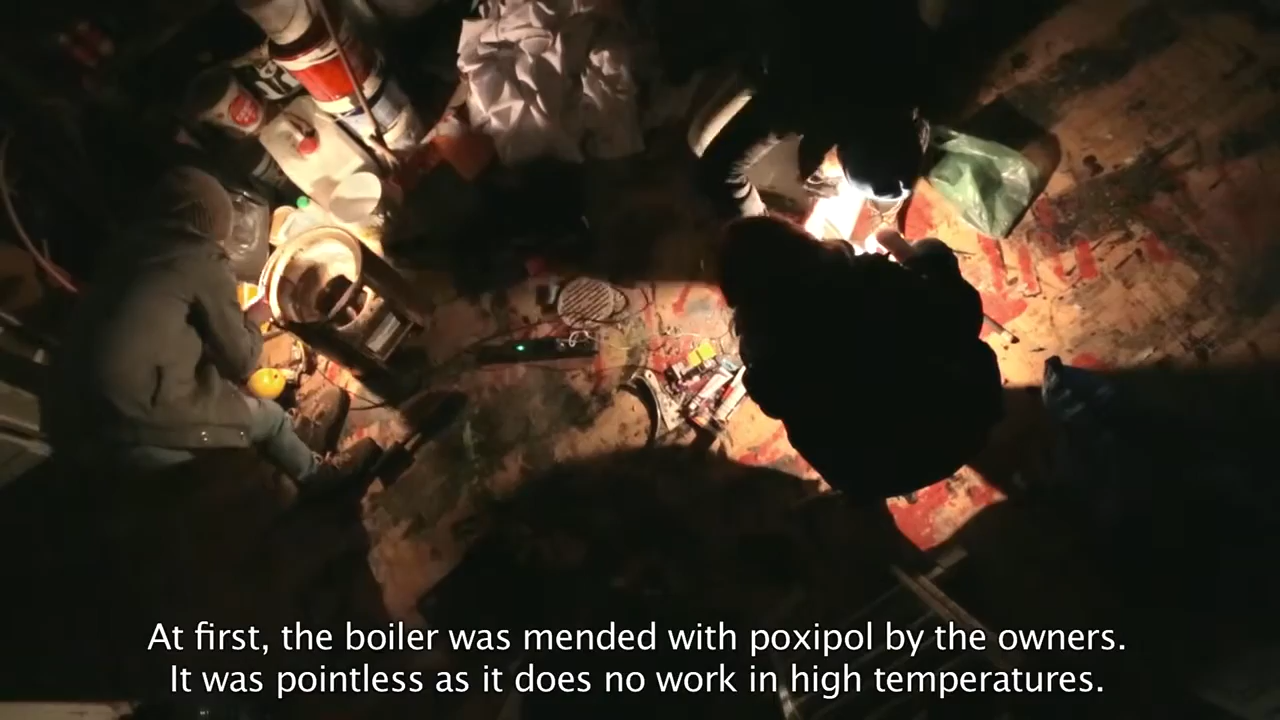 At first, the boiler was mended with poxipol by the owners.
It was pointless as it does no work in high temperatures.